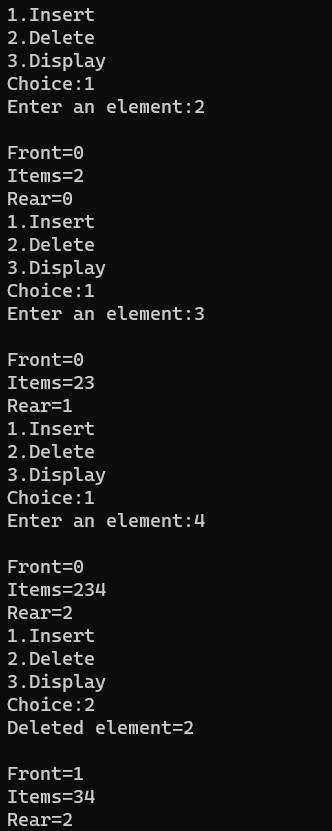 1.Insert
2.Delete
3.Display
Choice:1
Enter an element:2
Front=0
Items=2
Rear=0
1.Insert
2.Delete
3.Display
Choice:1
Enter an element:3
Front=0
Items=23
Rear=1
1.Insert
2.Delete
3.Display
Choice:1
Enter an element:4
Front=0
Items=234
Rear=2
1.Insert
2.Delete
3.Display
Choice:2
Deleted element=2
Front=1
Items=34
Rear=2